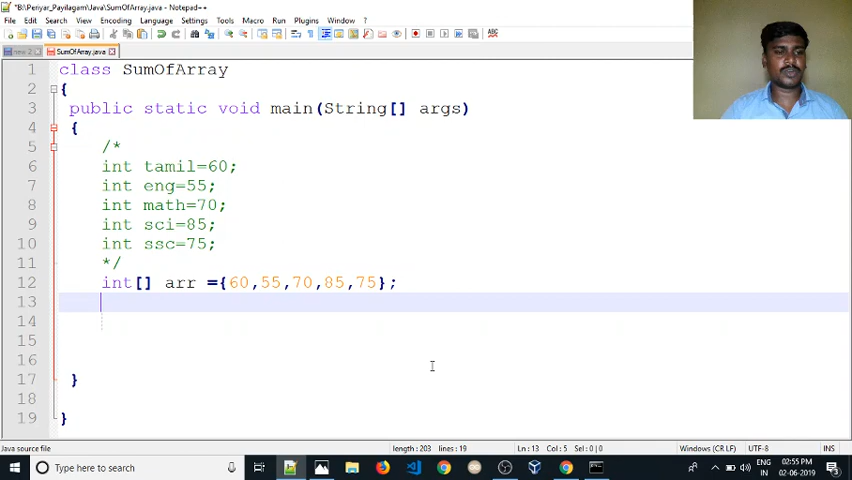 *B:\Periyar_Payilagam\Java\SumOfArray.java - Notepad++
File Edit Search View Encoding Language Settings Tools Macro Run Plugins Window ?
new 2 SumOfArray.java
1 class SumOfArray
2 {
3 public static void main(String[] args)
4 {
5 /*
6 int tamil=60;
7 int eng=55;
8 int math=70;
9 int sci=85;
10 int ssc=75;
11 */
12 int[] arr ={60,55,70,85,75};
13
14
15
16
17 }
18
19 }
Java source file length : 203 lines : 19 Ln : 13 Col : 5 Sel : 0 | 0 Windows (CR LF) UTF-8 INS
Type here to search
ENG
IN
02:55 PM
02-06-2019